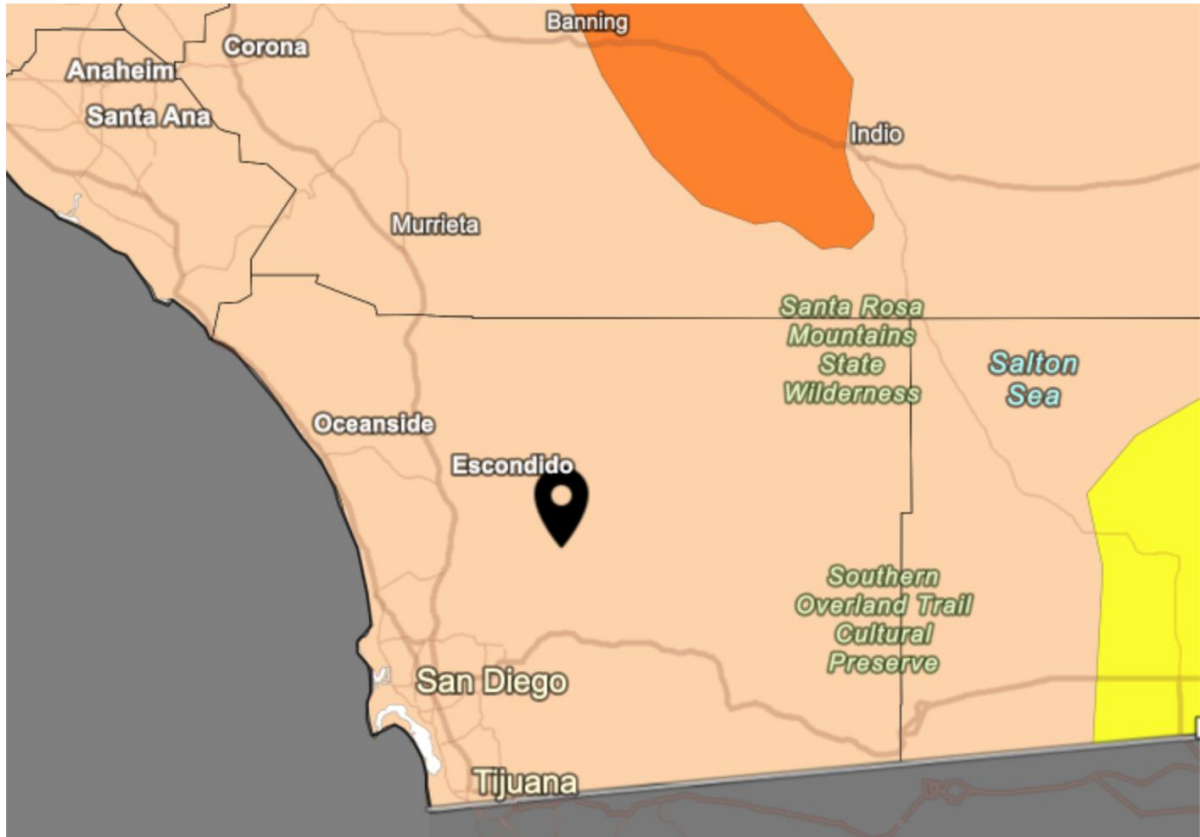 Banning
Corona
Anaheim
Santa Ana
Indio
Murrieta
Santa Rosa
Mountains
State
Wilderness
Salton
Sea
Oceanside
Escondido
Southern
Overland Trail
Cultural
Preserve
San Diego
Tijuana